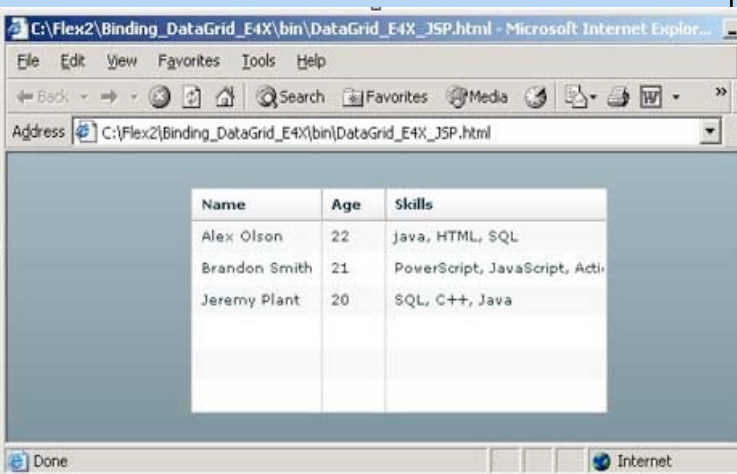 C:\Flex2\Binding_DataGrid_E4X\bin\DataGrid_E4X_JSP.html - Microsoft Internet Explor...
File Edit View Favorites Tools Help
Back Search Favorites Media »
Address C:\Flex2\Binding_DataGrid_E4X\bin\DataGrid_E4X_JSP.html
Name Age Skills
Alex Olson 22 java, HTML, SQL
Brandon Smith 21 PowerScript, JavaScript, Acti
Jeremy Plant 20 SQL, C++, Java
Done Internet